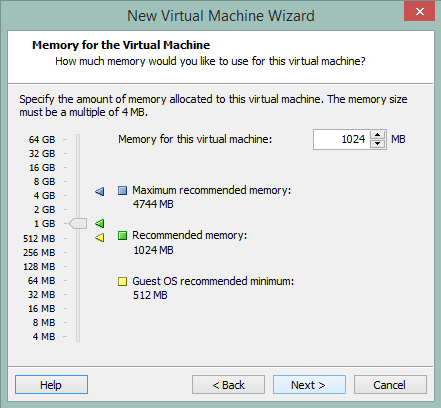 New Virtual Machine Wizard
Memory for the Virtual Machine
How much memory would you like to use for this virtual machine?
Specify the amount of memory allocated to this virtual machine. The memory size
must be a multiple of 4 MB.
64 GB
32 GB
16 GB
8 GB
4 GB
2 GB
1 GB
512 MB
256 MB
128 MB
64 MB
32 MB
16 MB
8 MB
4 MB
Memory for this virtual machine: 1024 MB
Maximum recommended memory:
4744 MB
Recommended memory:
1024 MB
Guest OS recommended minimum:
512 MB
Help < Back Next > Cancel